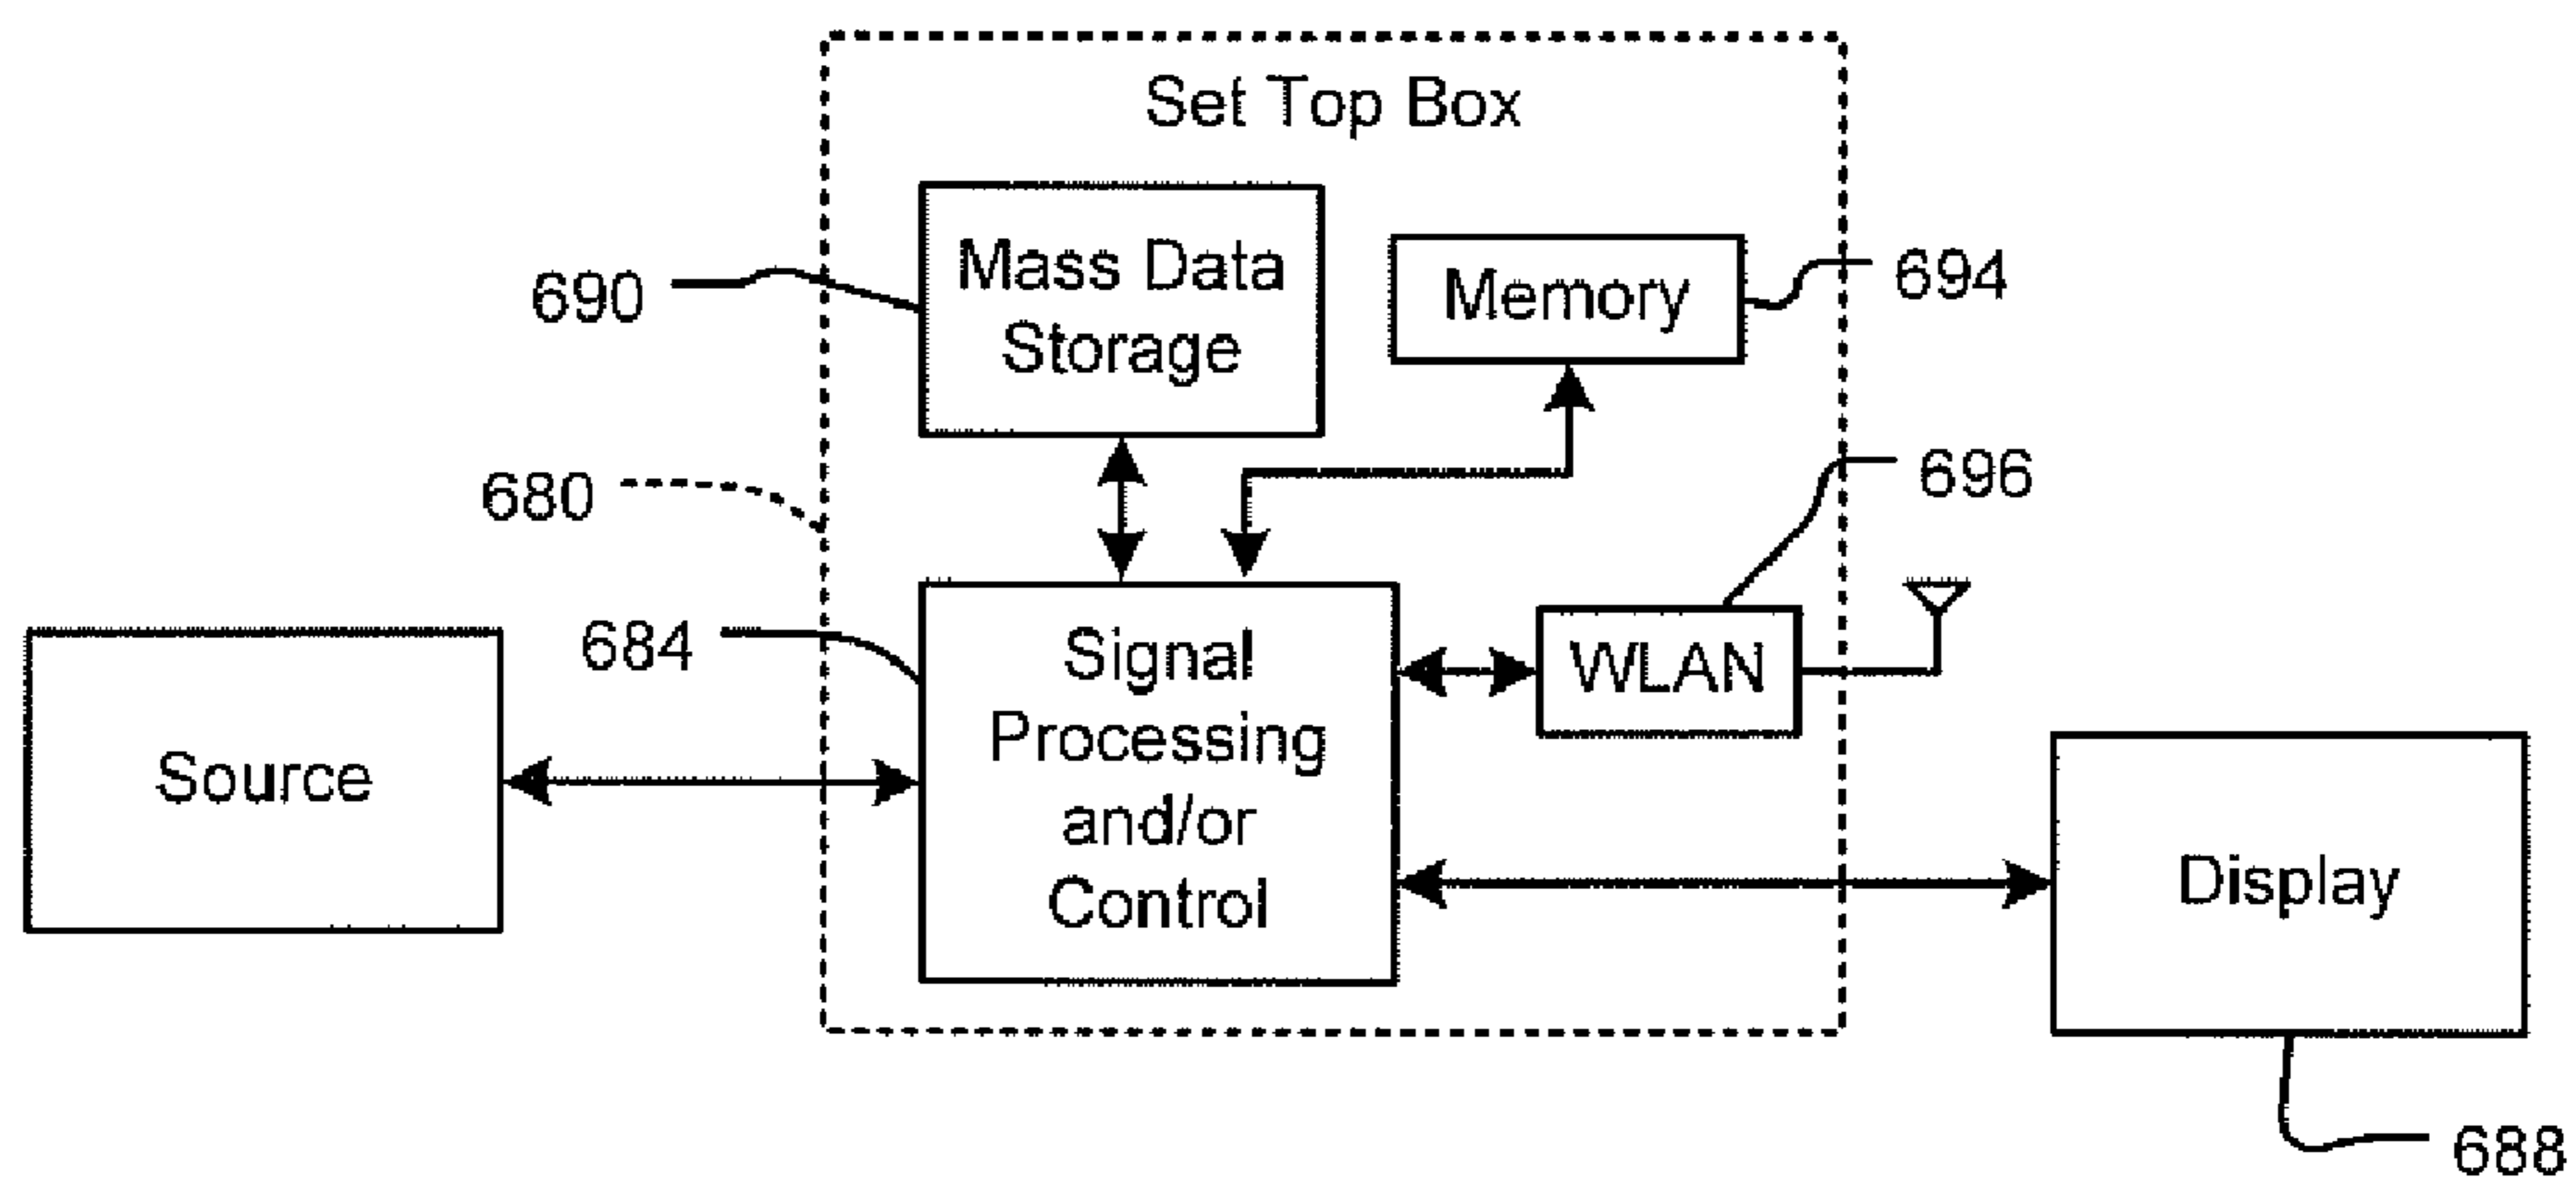 Set Top Box
Mass Data
Storage
690
Memory
694
680
696
684
Signal
Processing
and/or
Control
WLAN
Source
Display
688